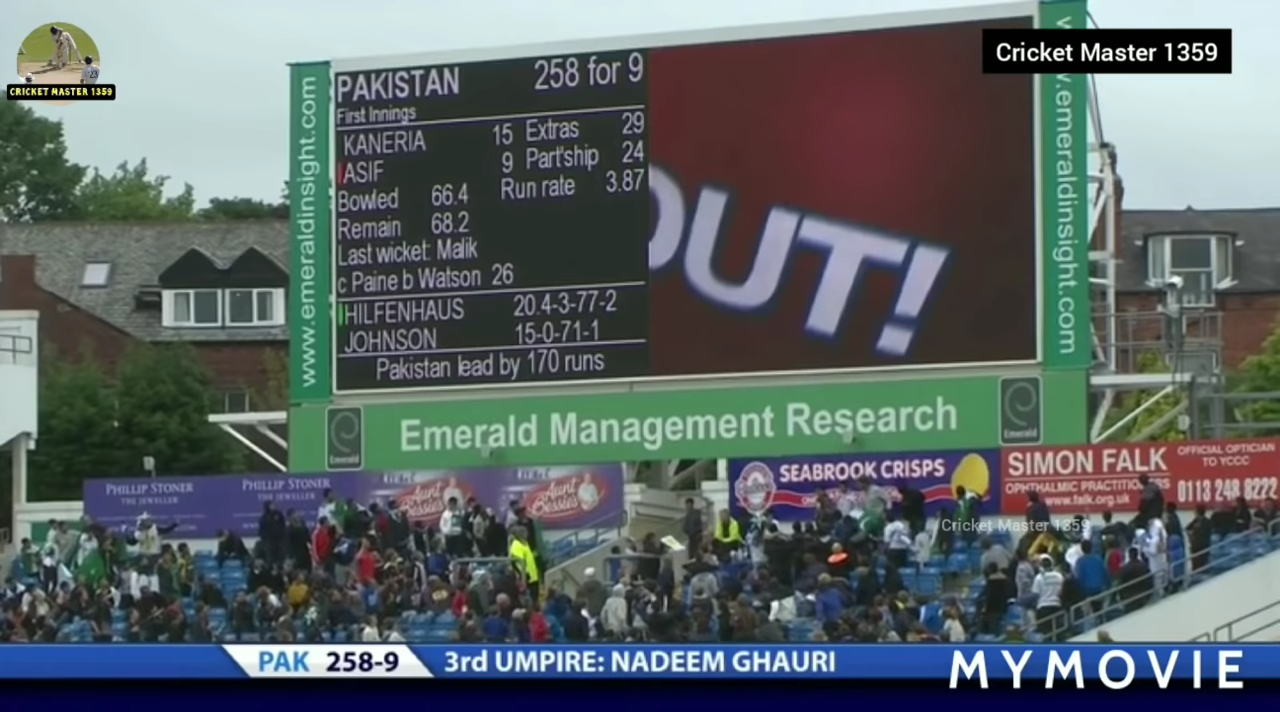 CRICKET MASTER 1359
Cricket Master 1359
www.emeraldinsight.com
PAKISTAN 258 for 9
First Innings
KANERIA 15 Extras 29
ASIF 9 Part'ship 24
Bowled 66.4 Run rate 3.87
Remain 68.2
Last wicket: Malik
c Paine b Watson 26
HILFENHAUS 20.4-3-77-2
JOHNSON 15-0-71-1
Pakistan lead by 170 runs
OUT!
www.emeraldinsight.com
Emerald
Emerald Management Research
Emerald
PHILLIP STONER
THE JEWELLER
PHILLIP STONER
THE JEWELLER
Aunt Bessies
Aunt Bessies
SEABROOK CRISPS
SIMON FALK
OPHTHALMIC PRACTITIONERS
www.falk.org.uk
OFFICIAL OPTICIAN
TO YCCC
0113 248 8222
Cricket Master 1359
PAK 258-9 3rd UMPIRE: NADEEM GHAURI
MYMOVIE